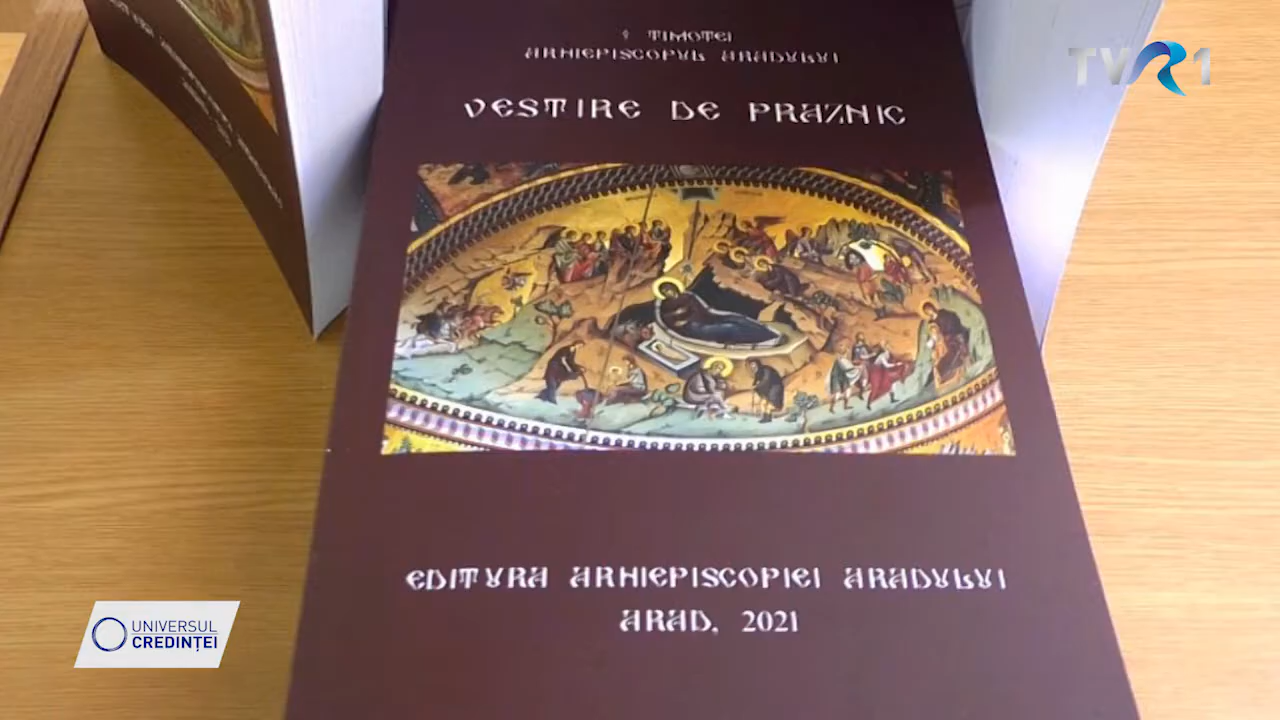 † TIMOTEI
ARHIEPISCOPUL ARADULUI
VESTIRE DE PRAZNIC
EDITURA ARHIEPISCOPIEI ARADULUI
ARAD, 2021
TVR1
UNIVERSUL
CREDINȚEI